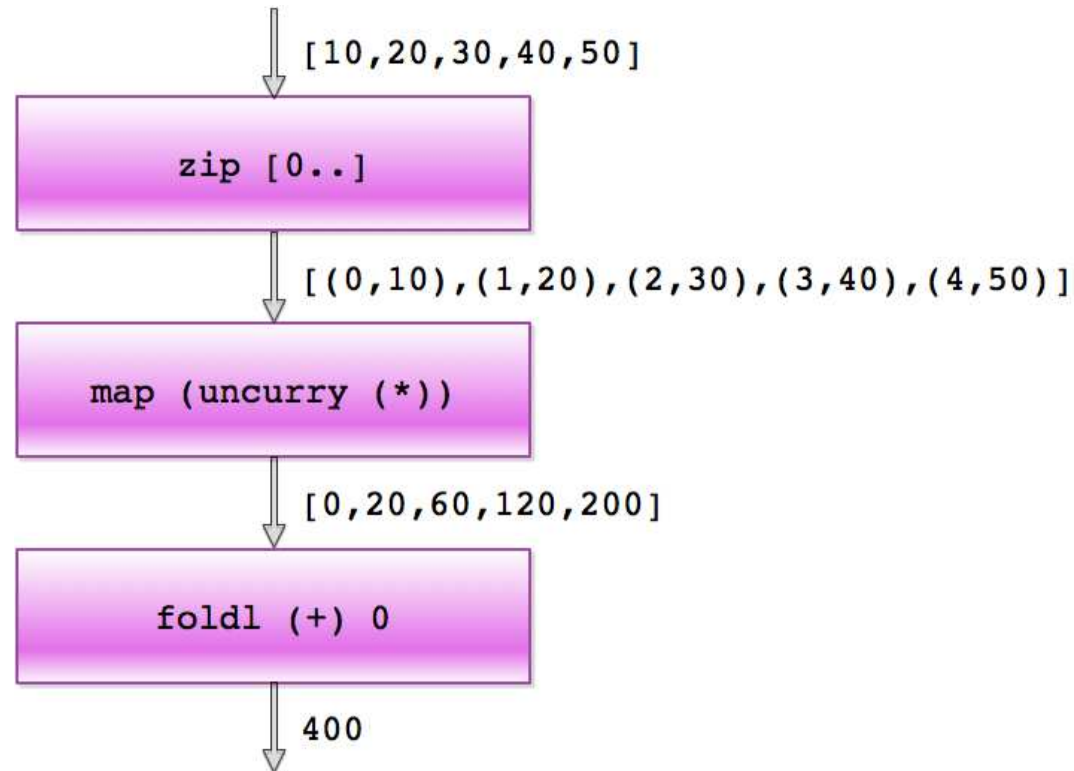 [10,20,30,40,50]
zip [0..]
[(0,10),(1,20),(2,30),(3,40),(4,50)]
map (uncurry (*))
[0,20,60,120,200]
foldl (+) 0
400